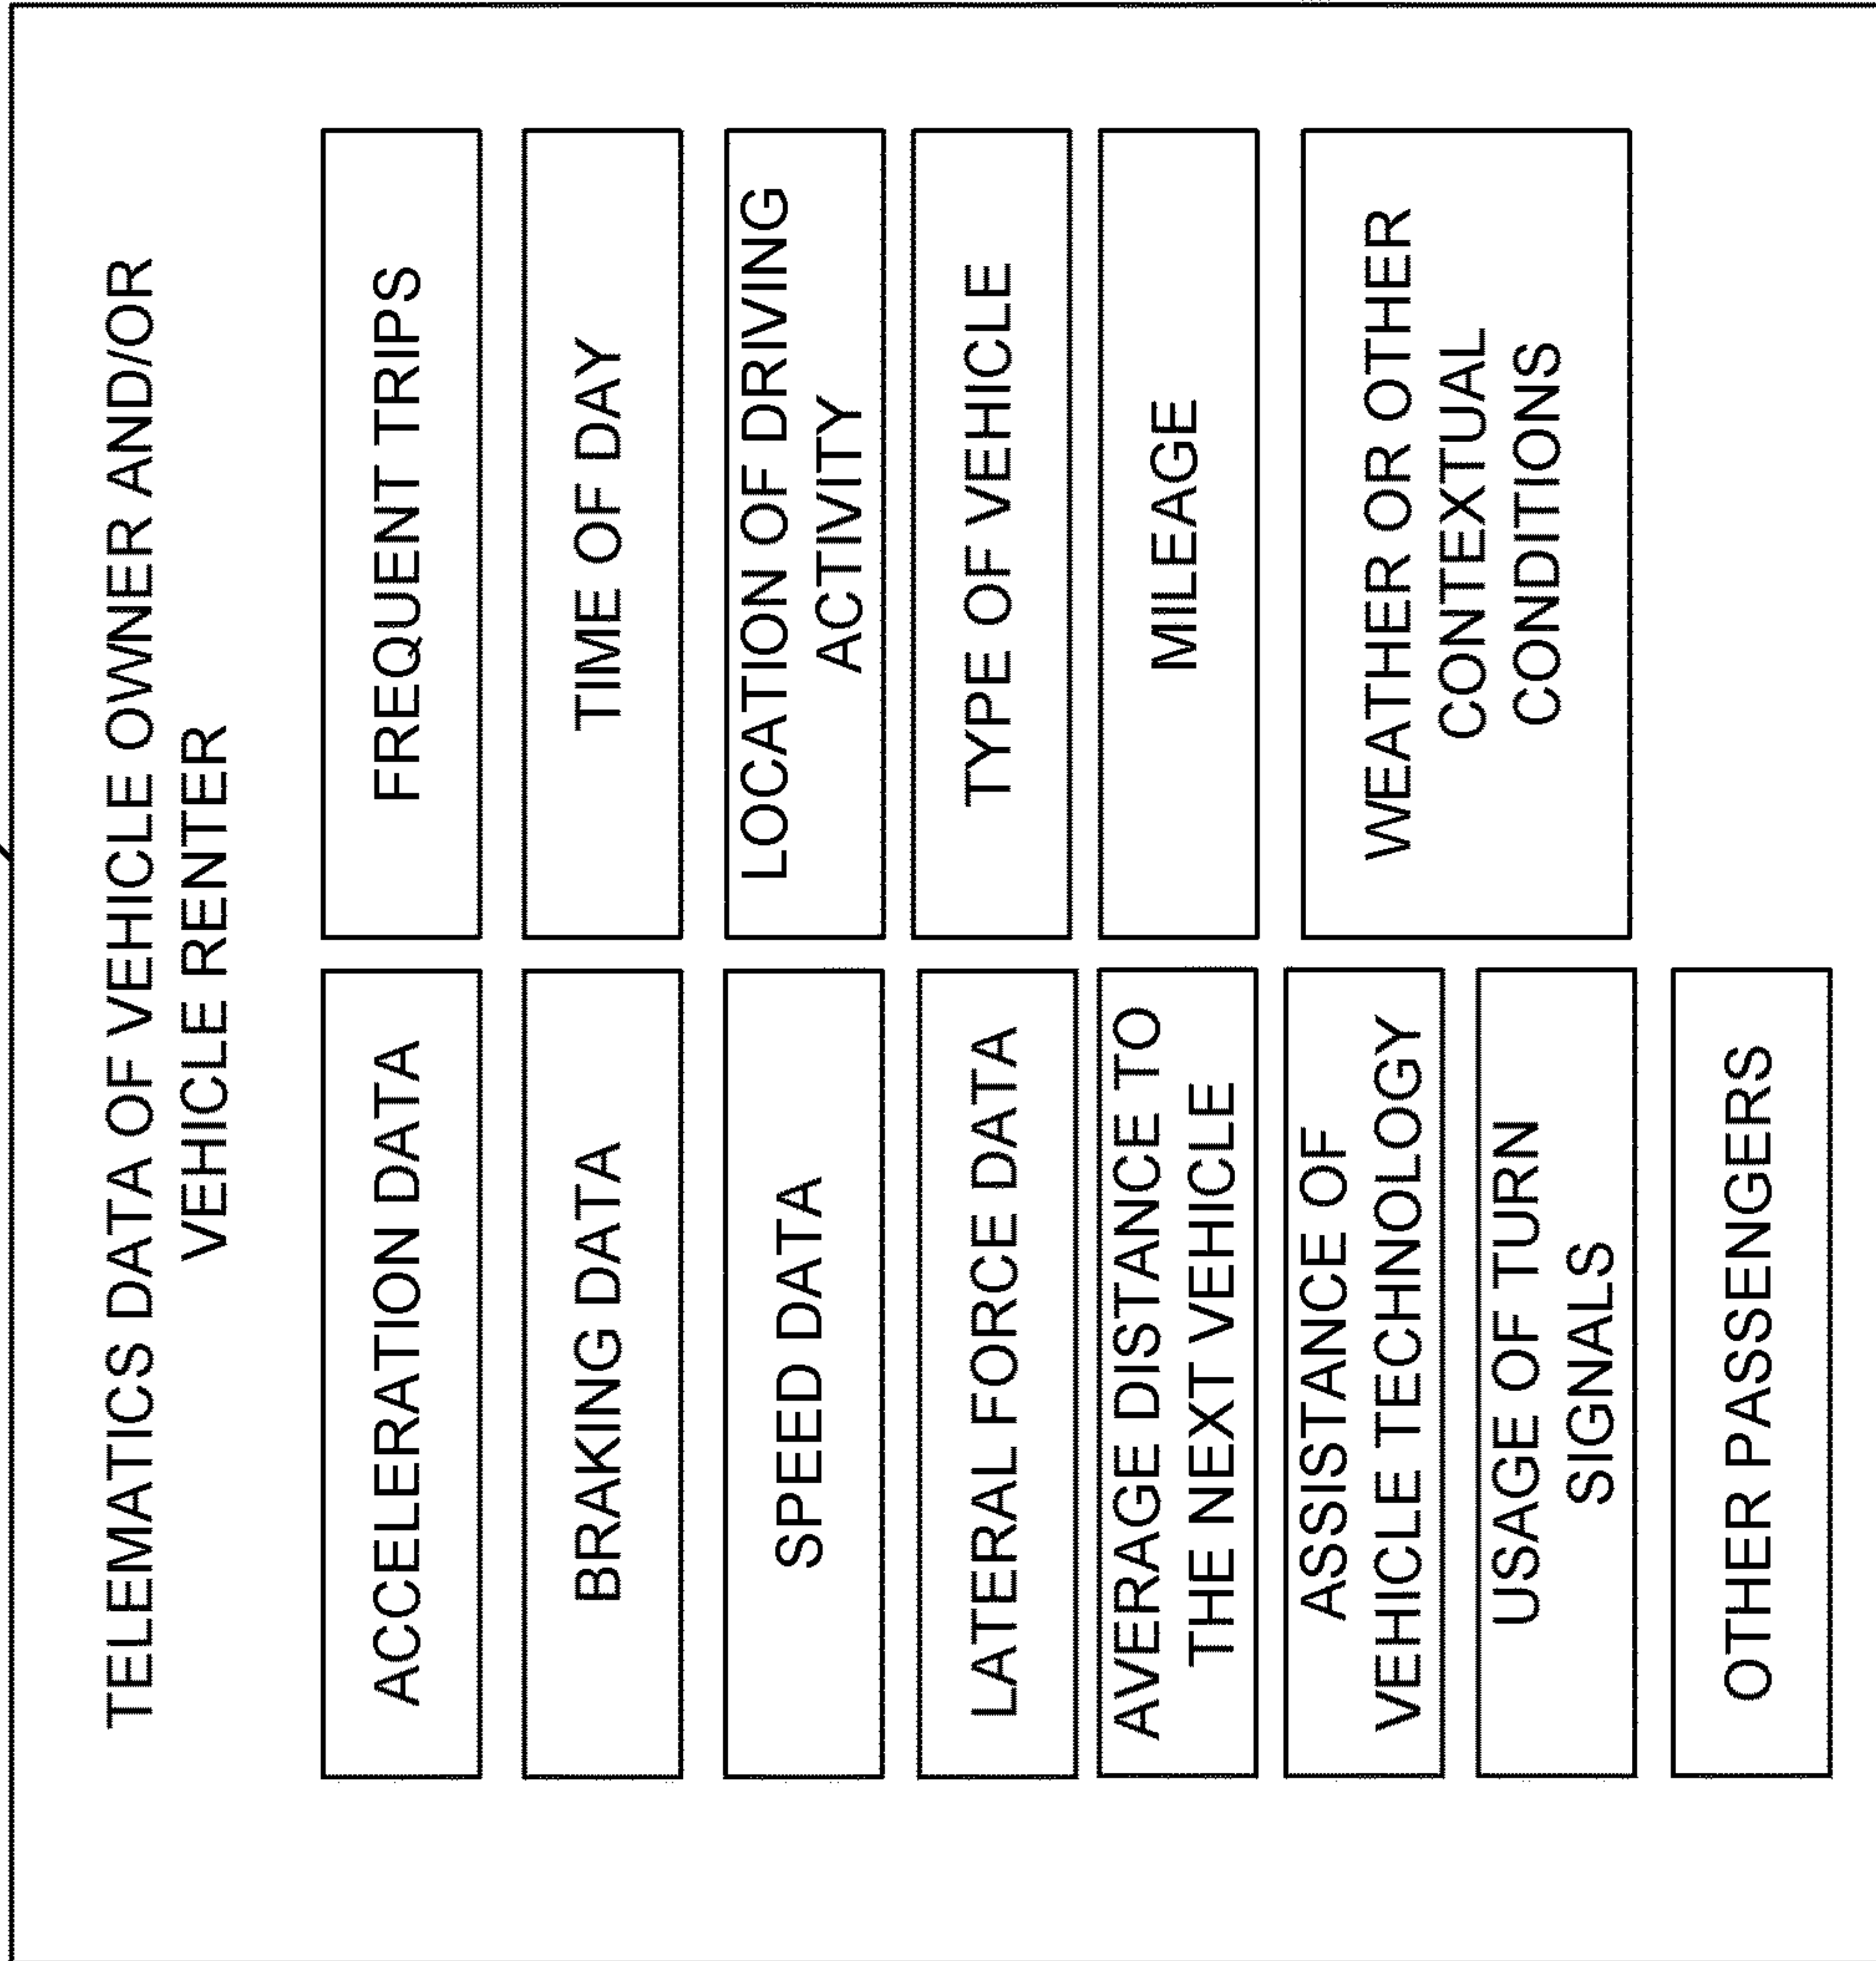 TELEMATICS DATA OF VEHICLE OWNER AND/OR
VEHICLE RENTER
ACCELERATION DATA
BRAKING DATA
SPEED DATA
LATERAL FORCE DATA
AVERAGE DISTANCE TO
THE NEXT VEHICLE
ASSISTANCE OF
VEHICLE TECHNOLOGY
USAGE OF TURN
SIGNALS
OTHER PASSENGERS
FREQUENT TRIPS
TIME OF DAY
LOCATION OF DRIVING
ACTIVITY
TYPE OF VEHICLE
MILEAGE
WEATHER OR OTHER
CONTEXTUAL
CONDITIONS